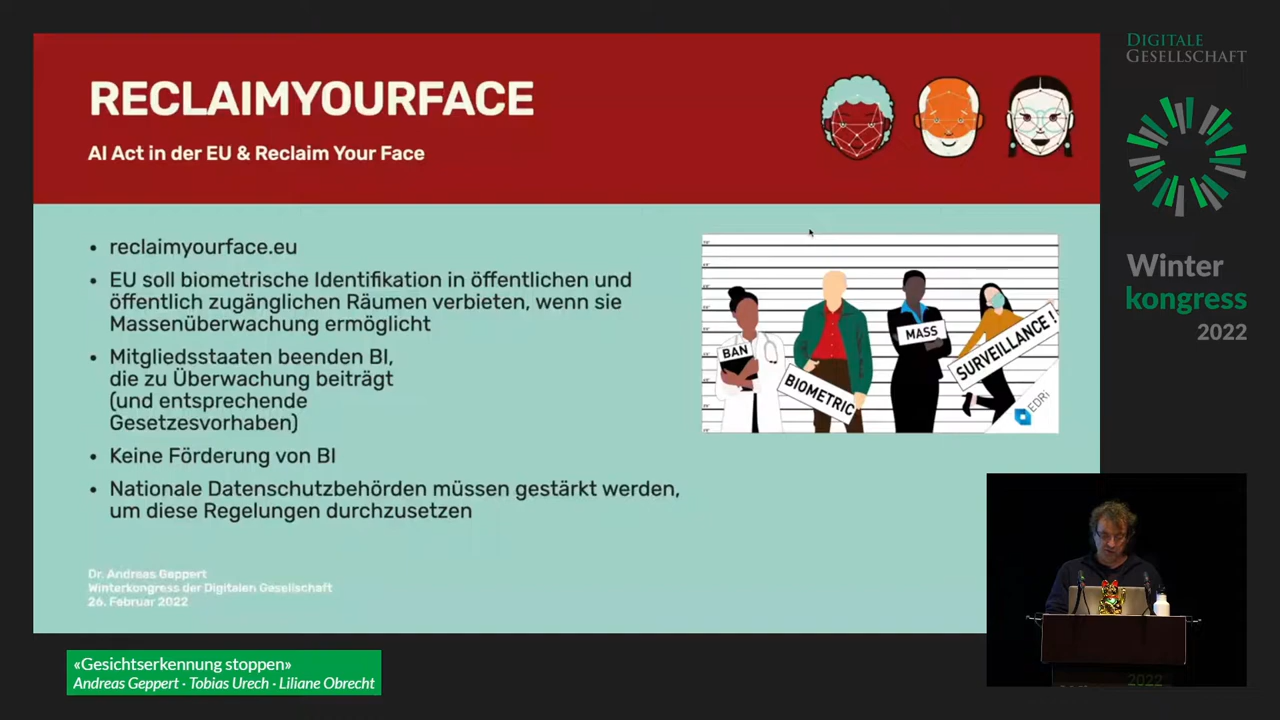 RECLAIMYOURFACE
AI Act in der EU & Reclaim Your Face
• reclaimyourface.eu
• EU soll biometrische Identifikation in öffentlichen und
öffentlich zugänglichen Räumen verbieten, wenn sie
Massenüberwachung ermöglicht
• Mitgliedsstaaten beenden BI,
die zu Überwachung beiträgt
(und entsprechende
Gesetzesvorhaben)
• Keine Förderung von BI
• Nationale Datenschutzbehörden müssen gestärkt werden,
um diese Regelungen durchzusetzen
BAN
BIOMETRIC
MASS
SURVEILLANCE !
EDRi
Dr. Andreas Geppert
Winterkongress der Digitalen Gesellschaft
26. Februar 2022
DIGITALE
GESELLSCHAFT
Winter
kongress
2022
2022
«Gesichtserkennung stoppen»
Andreas Geppert · Tobias Urech · Liliane Obrecht